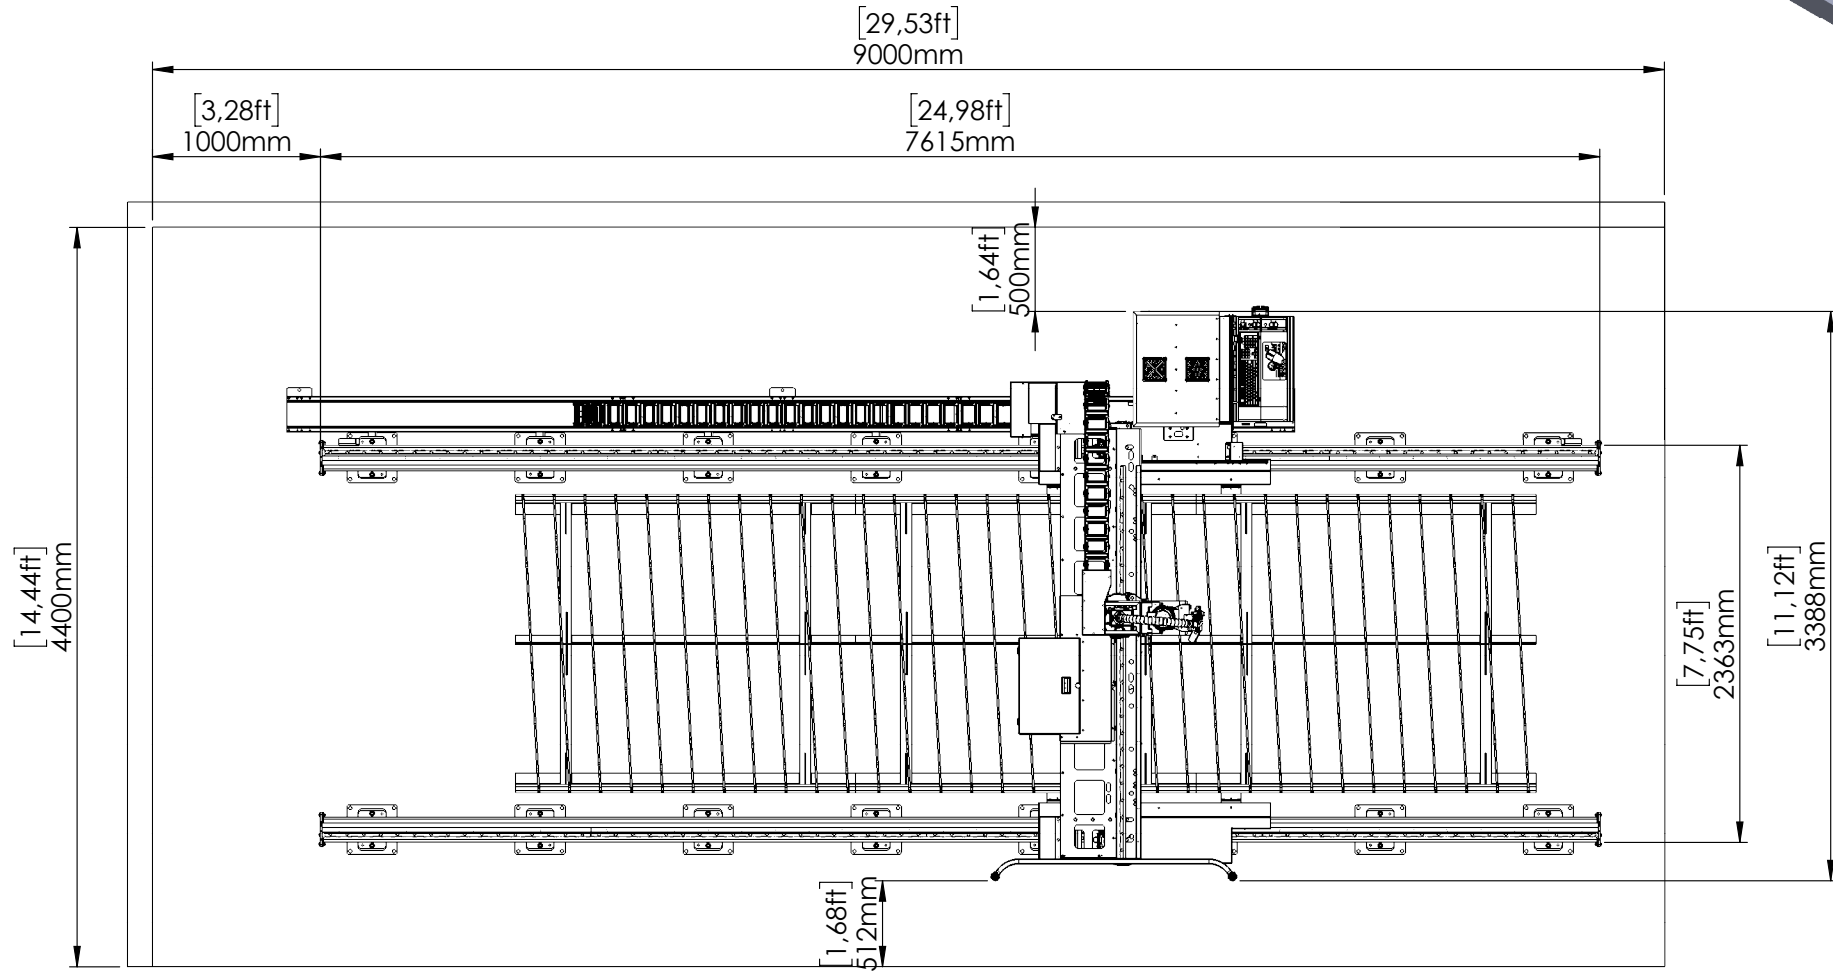 [29,53ft]
9000mm
[3,28ft]
1000mm
[24,98ft]
7615mm
[1,64ft]
500mm
[14,44ft]
4400mm
[7,75ft]
2363mm
[11,12ft]
3388mm
[1,68ft]
512mm